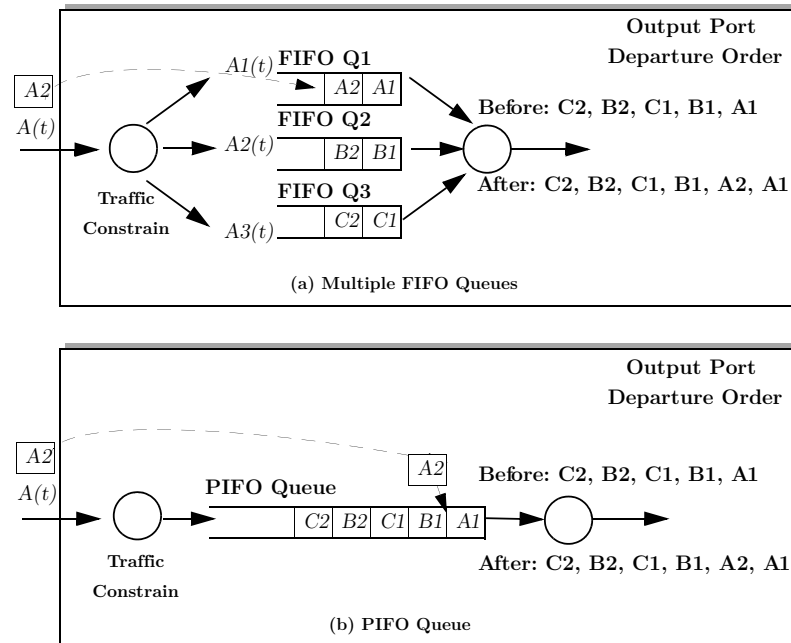 Output Port
Departure Order
A1(t)
FIFO Q1
A2
A2 A1
Before: C2, B2, C1, B1, A1
A(t)
FIFO Q2
A2(t)
B2 B1
After: C2, B2, C1, B1, A2, A1
FIFO Q3
Traffic
Constrain
A3(t)
C2 C1
(a) Multiple FIFO Queues
Output Port
Departure Order
A2
A2
Before: C2, B2, C1, B1, A1
A(t)
PIFO Queue
C2 B2 C1 B1 A1
Traffic
Constrain
After: C2, B2, C1, B1, A2, A1
(b) PIFO Queue